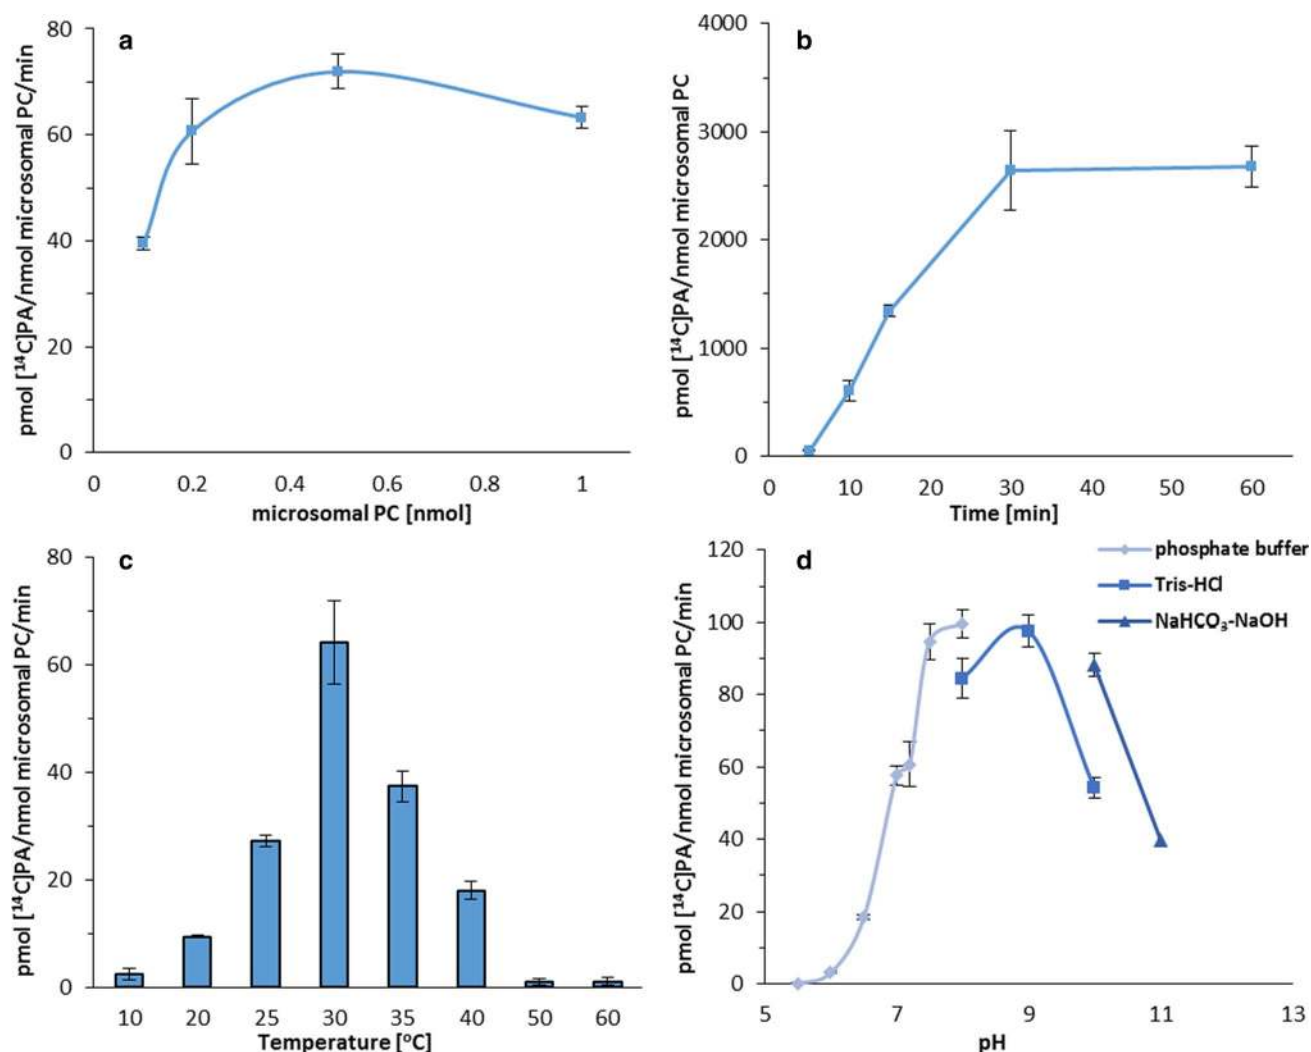 a
pmol [¹⁴C]PA/nmol microsomal PC/min
80
60
40
20
0
0 0.2 0.4 0.6 0.8 1
microsomal PC [nmol]
b
pmol [¹⁴C]PA/nmol microsomal PC
4000
3000
2000
1000
0
0 10 20 30 40 50 60
Time [min]
c
pmol [¹⁴C]PA/nmol microsomal PC/min
80
60
40
20
0
10 20 25 30 35 40 50 60
Temperature [°C]
d
phosphate buffer
Tris-HCl
NaHCO₃-NaOH
pmol [¹⁴C]PA/nmol microsomal PC/min
120
100
80
60
40
20
0
5 7 9 11 13
pH